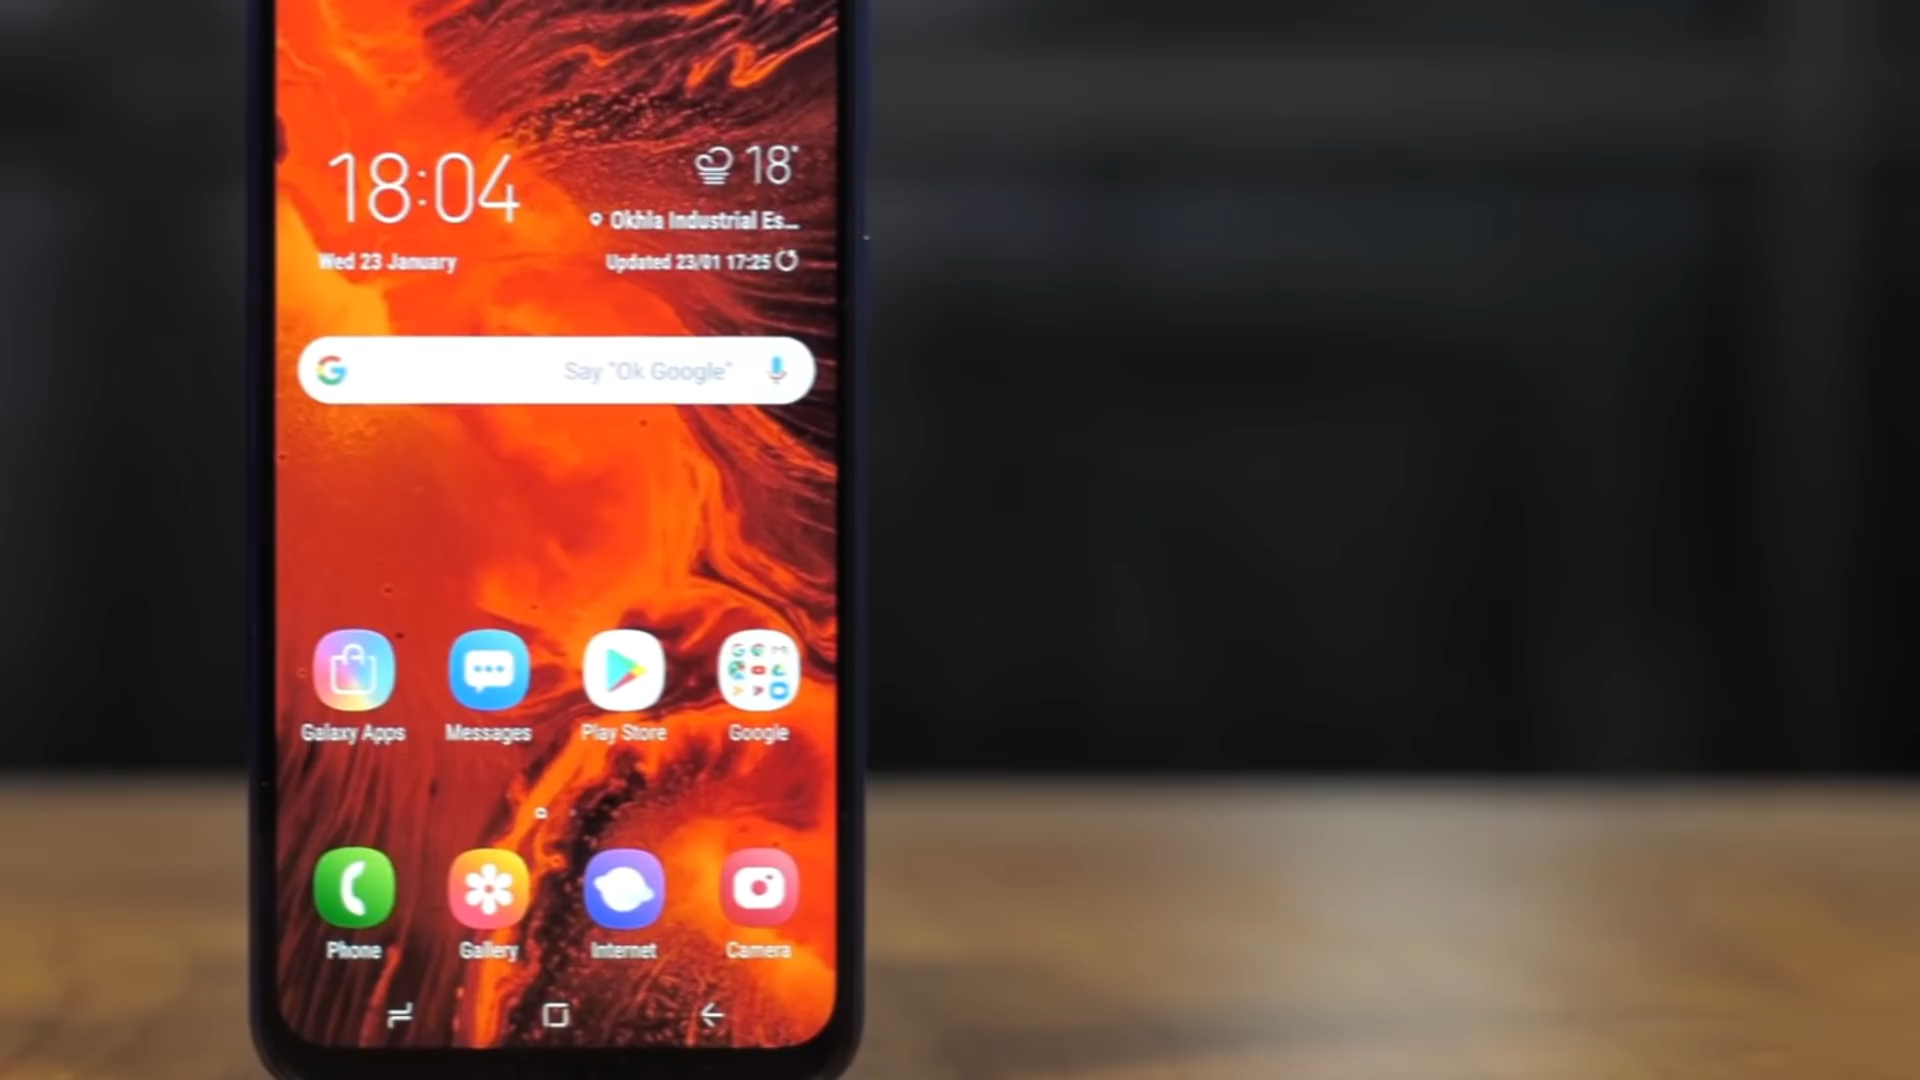 18:04
18°
Okhla Industrial Es...
Wed 23 January
Updated 23/01 17:25
Say "Ok Google"
Galaxy Apps
Messages
Play Store
Google
Phone
Gallery
Internet
Camera